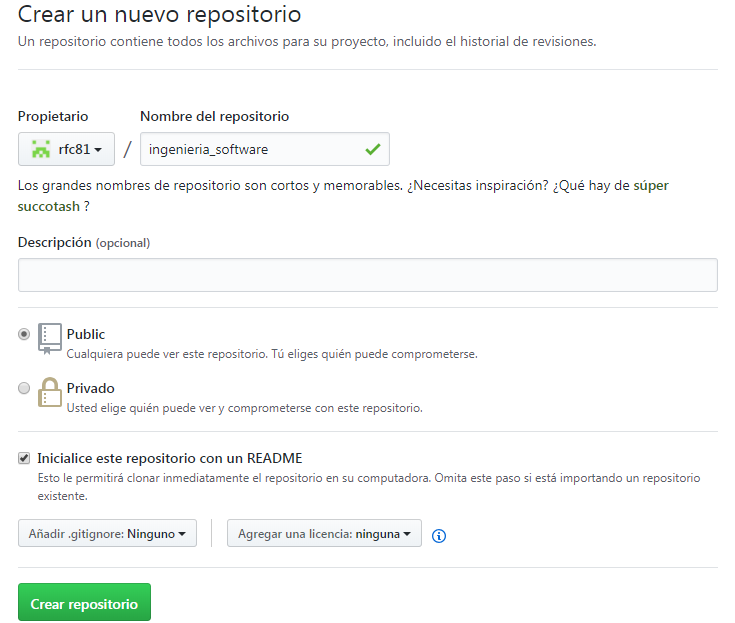 Crear un nuevo repositorio
Un repositorio contiene todos los archivos para su proyecto, incluido el historial de revisiones.
Propietario
Nombre del repositorio
rfc81 / ingenieria_software
Los grandes nombres de repositorio son cortos y memorables. ¿Necesitas inspiración? ¿Qué hay de súper
succotash ?
Descripción (opcional)
Public
Cualquiera puede ver este repositorio. Tú eliges quién puede comprometerse.
Privado
Usted elige quién puede ver y comprometerse con este repositorio.
Inicialice este repositorio con un README
Esto le permitirá clonar inmediatamente el repositorio en su computadora. Omita este paso si está importando un repositorio
existente.
Añadir .gitignore: Ninguno
Agregar una licencia: ninguna
Crear repositorio